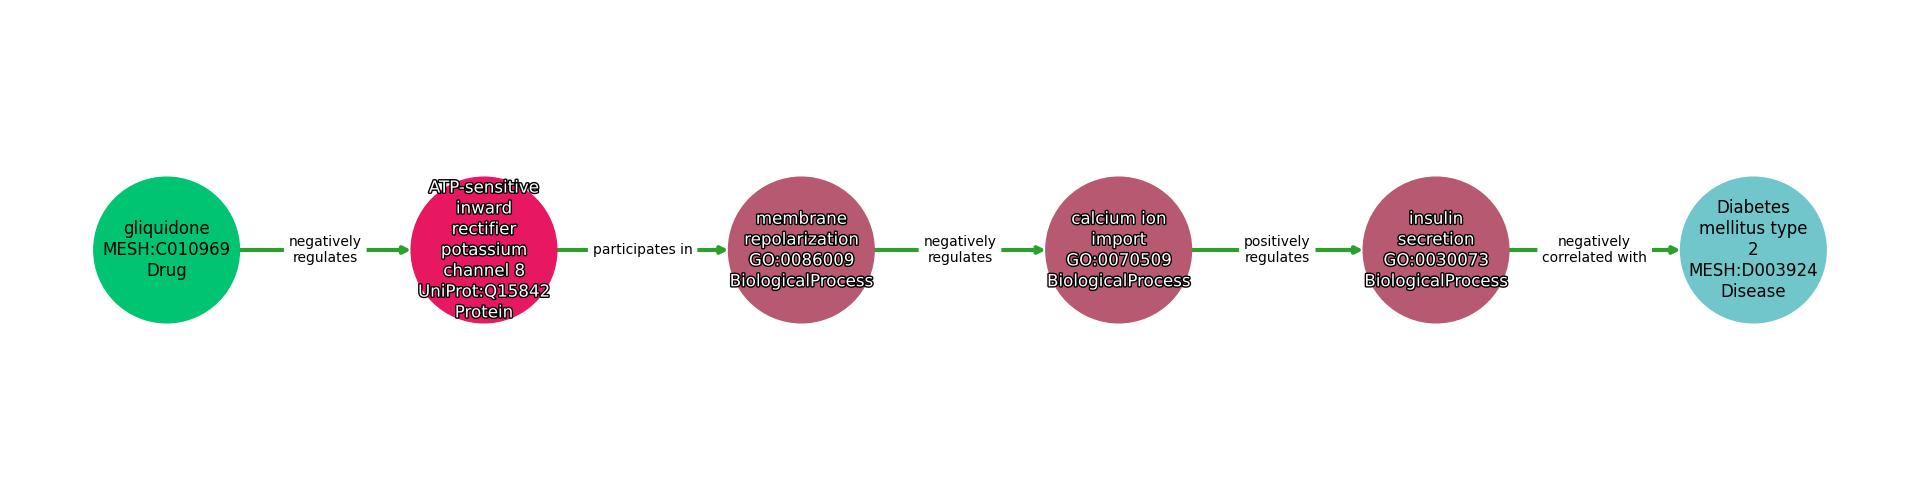 gliquidone
MESH:C010969
Drug
negatively
regulates
ATP-sensitive
inward
rectifier
potassium
channel 8
UniProt:Q15842
Protein
participates in
membrane
repolarization
GO:0086009
BiologicalProcess
negatively
regulates
calcium ion
import
GO:0070509
BiologicalProcess
positively
regulates
insulin
secretion
GO:0030073
BiologicalProcess
negatively
correlated with
Diabetes
mellitus type
2
MESH:D003924
Disease